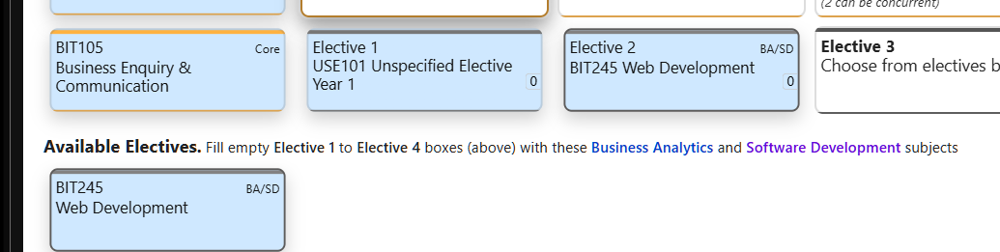 (2 can be concurrent)
BIT105 Core
Business Enquiry &
Communication
Elective 1
USE101 Unspecified Elective
Year 1
0
Elective 2 BA/SD
BIT245 Web Development
0
Elective 3
Choose from electives b
Available Electives. Fill empty Elective 1 to Elective 4 boxes (above) with these Business Analytics and Software Development subjects
BIT245 BA/SD
Web Development